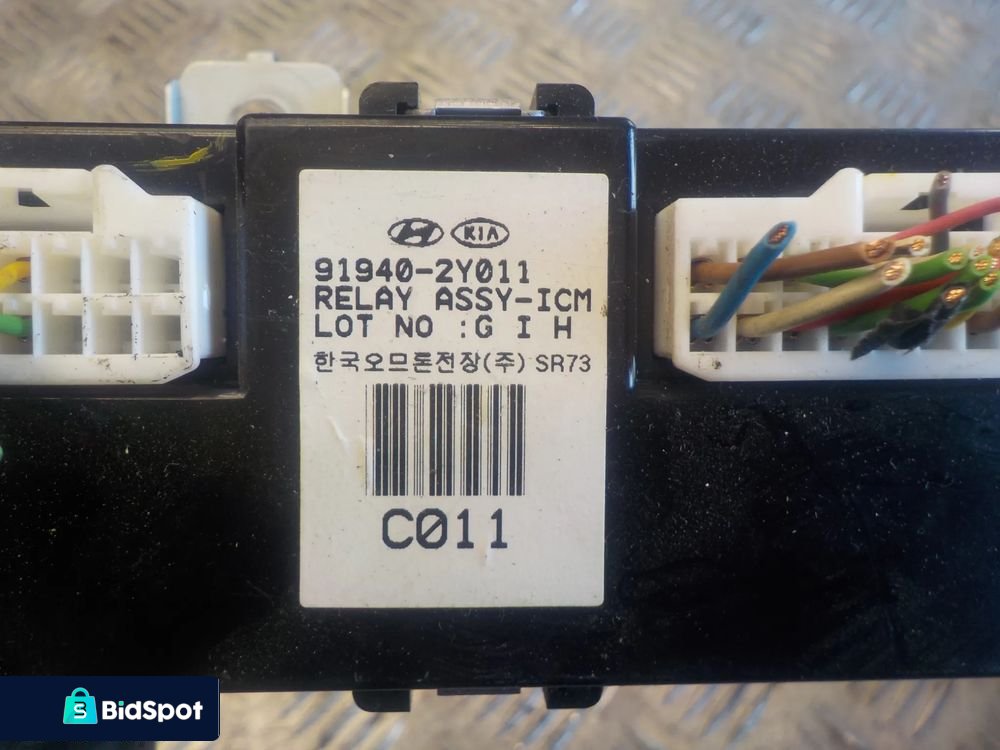 KIA
91940-2Y011
RELAY ASSY-ICM
LOT NO :G I H
한국오므론전장(주) SR73
C011
BidSpot